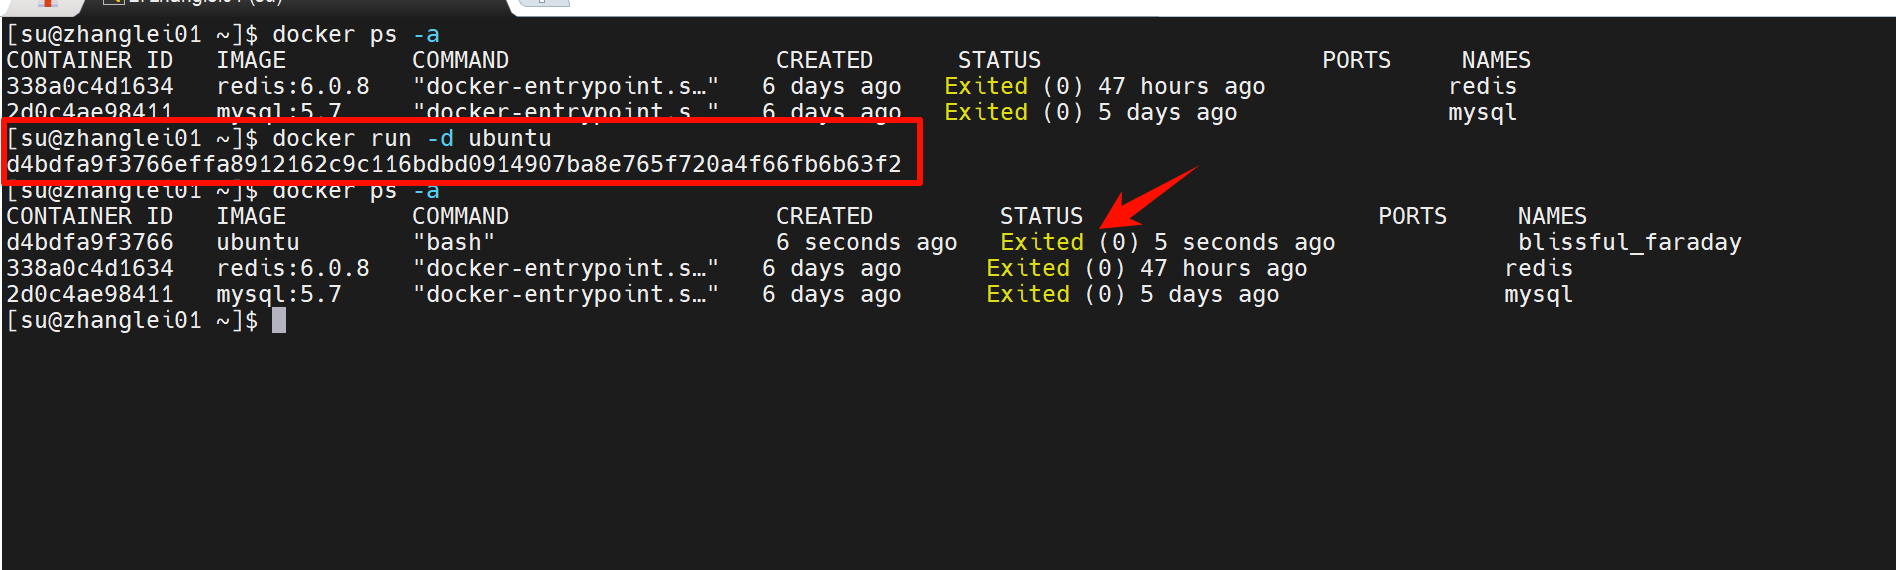 [su@zhanglei01 ~]$ docker ps -a
CONTAINER ID   IMAGE         COMMAND                   CREATED      STATUS                    PORTS     NAMES
338a0c4d1634   redis:6.0.8   "docker-entrypoint.s…"   6 days ago   Exited (0) 47 hours ago             redis
2d0c4ae98411   mysql:5.7     "docker-entrypoint.s…"   6 days ago   Exited (0) 5 days ago               mysql
[su@zhanglei01 ~]$ docker run -d ubuntu
d4bdfa9f3766effa8912162c9c116bdbd0914907ba8e765f720a4f66fb6b63f2
[su@zhanglei01 ~]$ docker ps -a
CONTAINER ID   IMAGE         COMMAND                   CREATED         STATUS                     PORTS     NAMES
d4bdfa9f3766   ubuntu        "bash"                    6 seconds ago   Exited (0) 5 seconds ago             blissful_faraday
338a0c4d1634   redis:6.0.8   "docker-entrypoint.s…"   6 days ago      Exited (0) 47 hours ago              redis
2d0c4ae98411   mysql:5.7     "docker-entrypoint.s…"   6 days ago      Exited (0) 5 days ago                mysql
[su@zhanglei01 ~]$